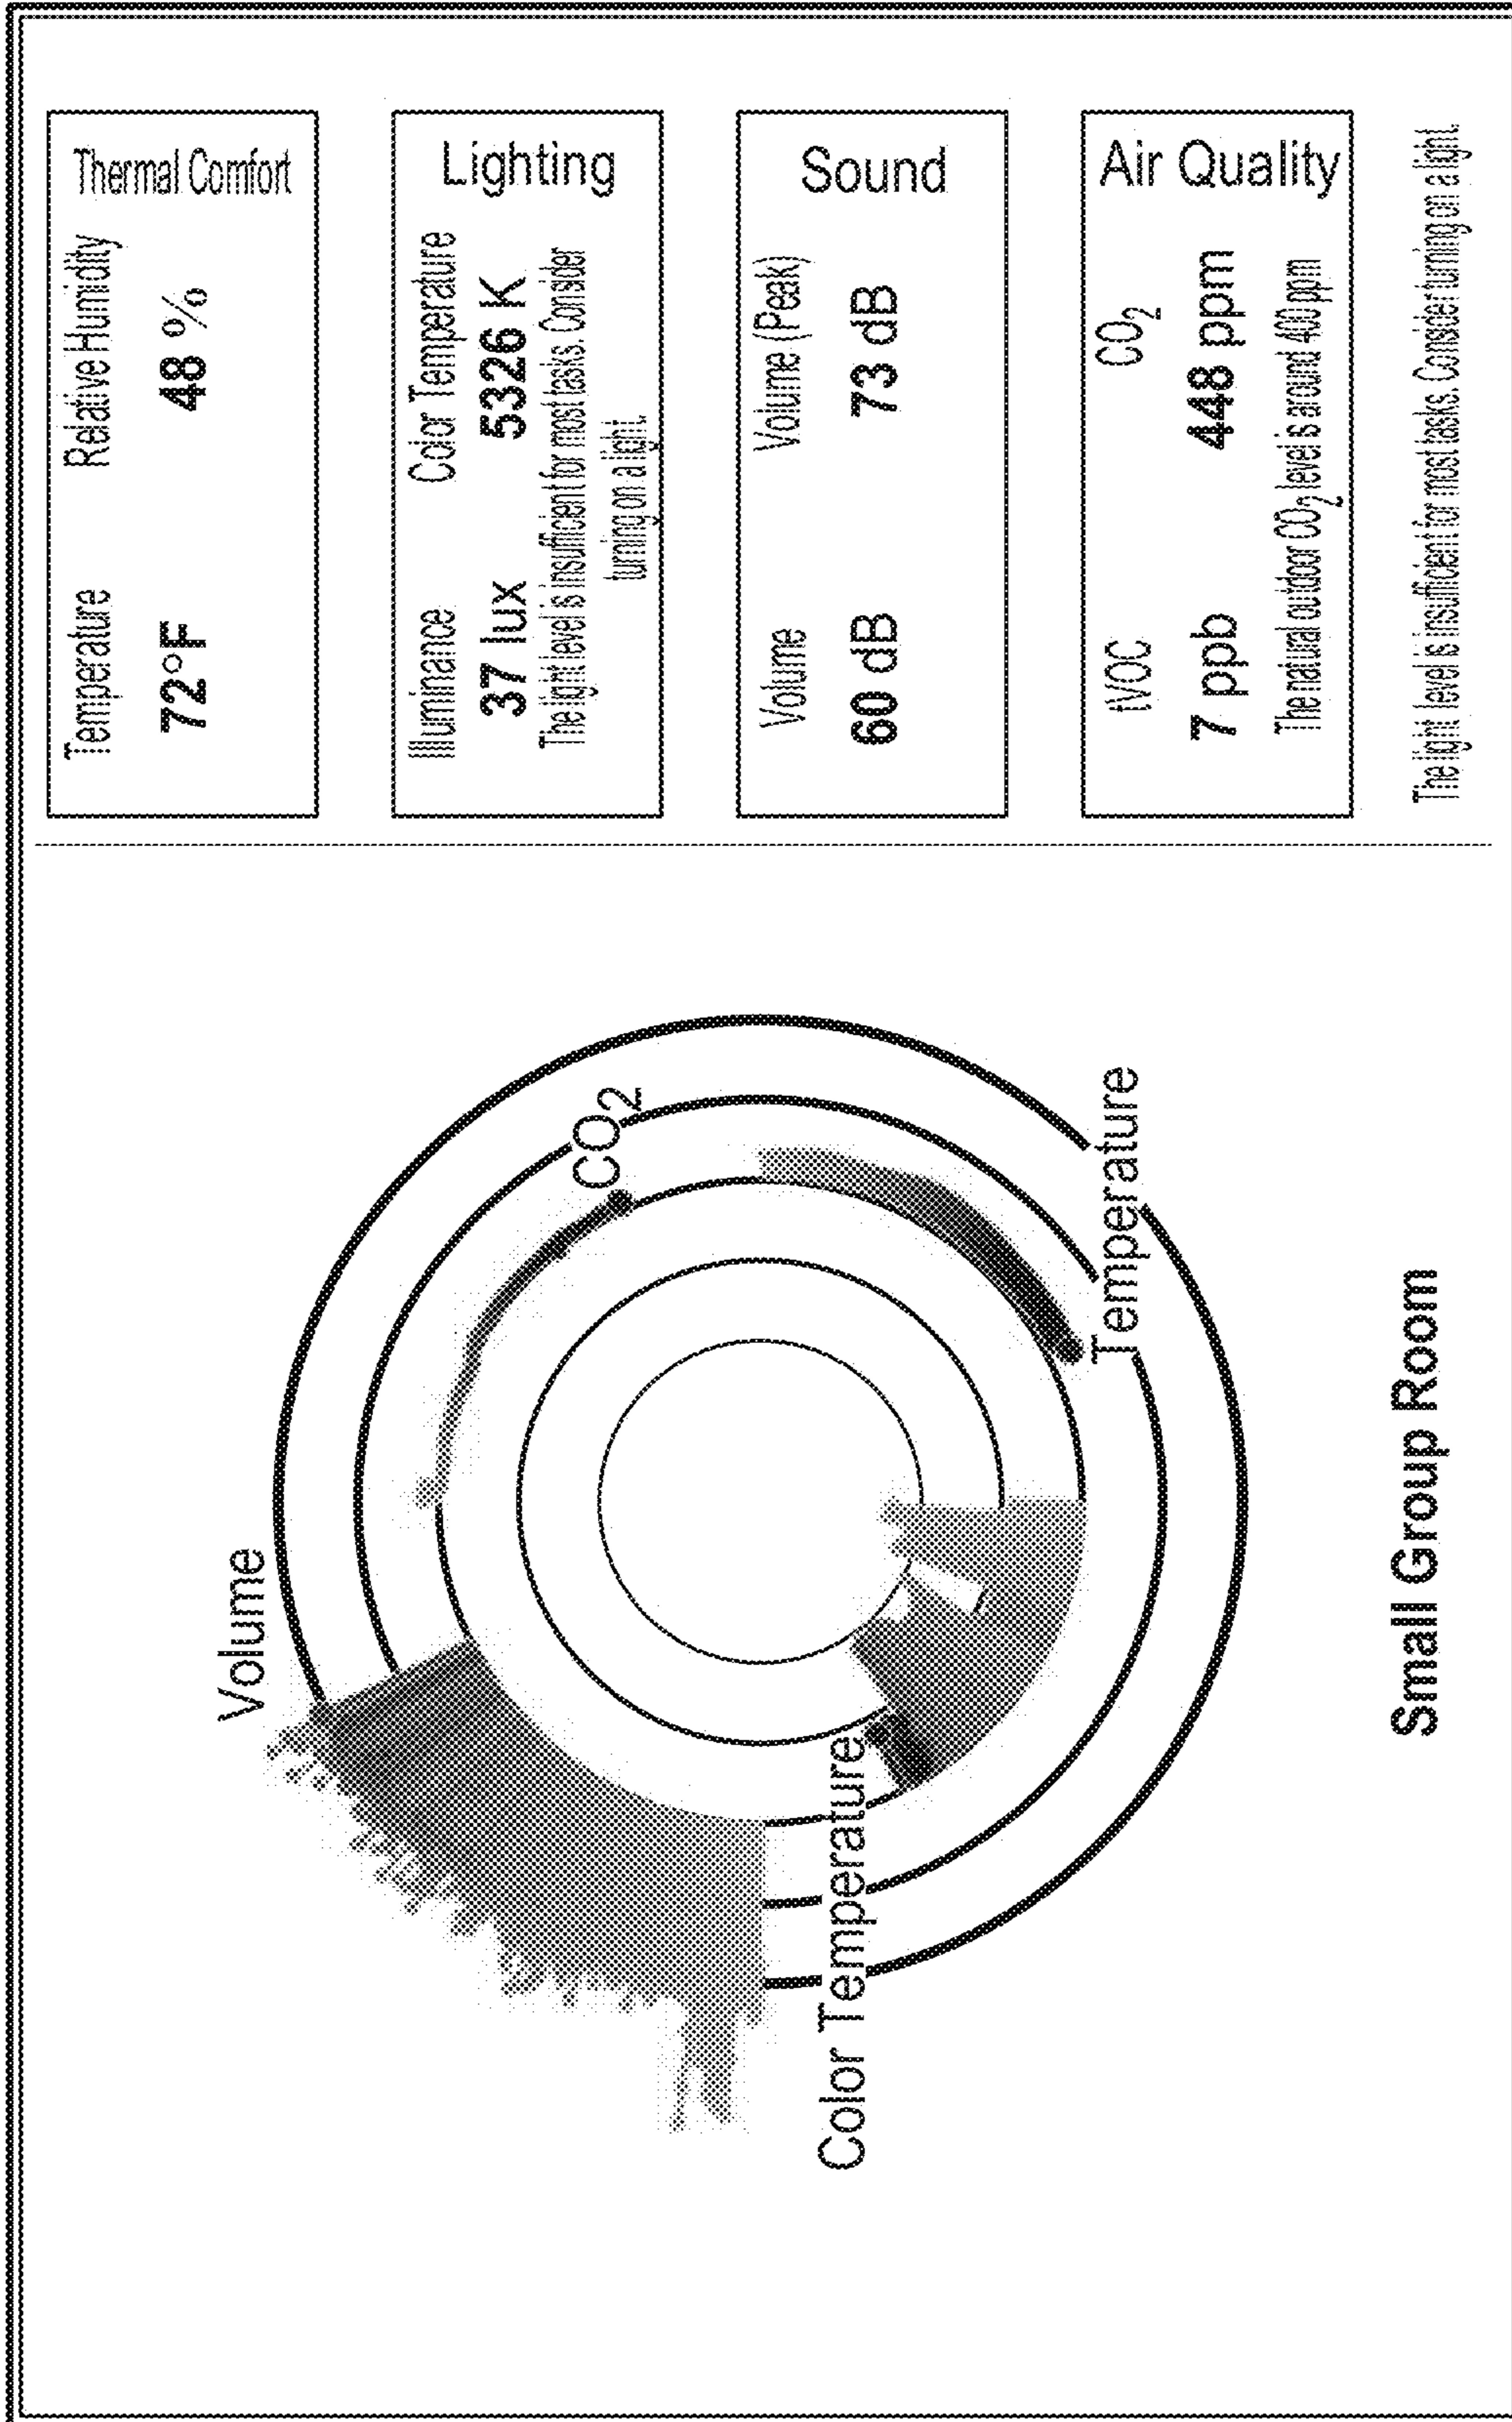 Volume
CO2
Color Temperature
Temperature
Small Group Room
Thermal Comfort
Temperature Relative Humidity
72°F 48 %
Lighting
Illuminance Color Temperature
37 lux 5326 K
The light level is insufficient for most tasks. Consider
turning on a light.
Sound
Volume Volume (Peak)
60 dB 73 dB
Air Quality
tVOC CO2
7 ppb 448 ppm
The natural outdoor CO2 level is around 400 ppm
The light level is insufficient for most tasks. Consider turning on a light.